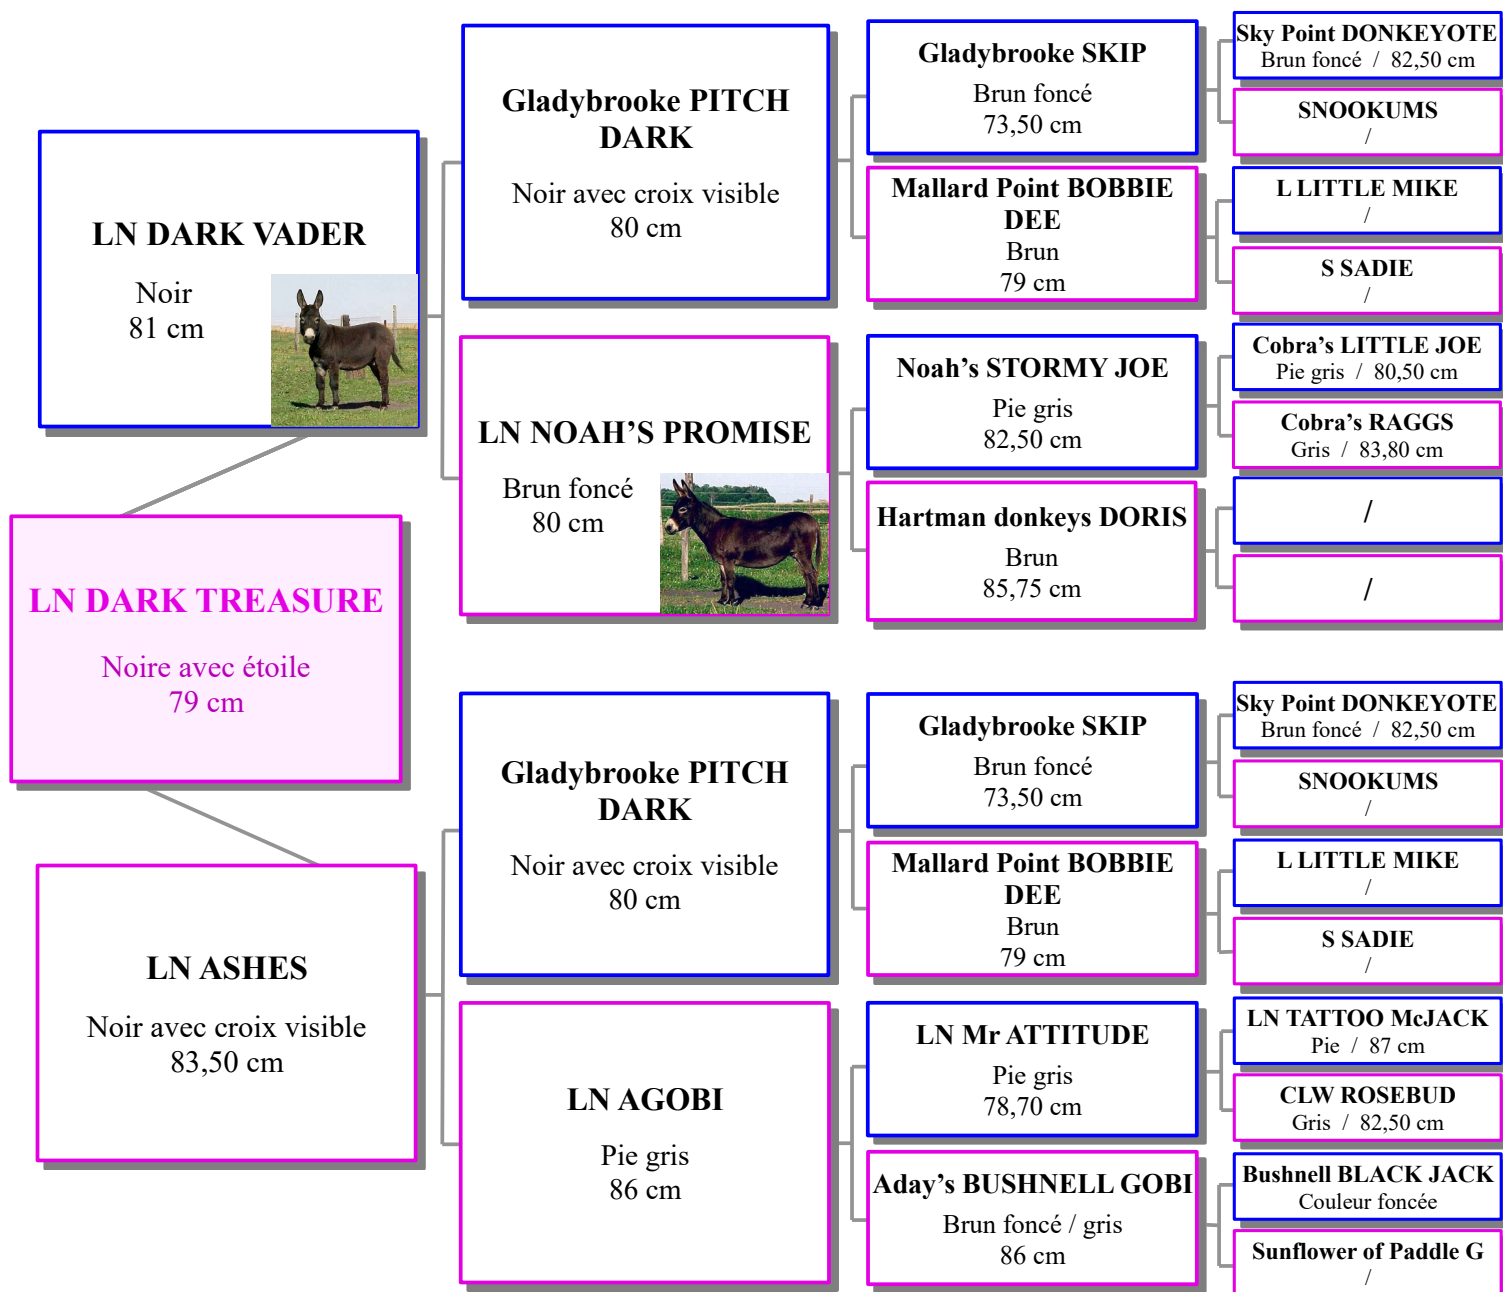 LN DARK TREASURE
Noire avec étoile
79 cm
LN DARK VADER
Noir
81 cm
LN ASHES
Noir avec croix visible
83,50 cm
Gladybrooke PITCH
DARK
Noir avec croix visible
80 cm
LN NOAH’S PROMISE
Brun foncé
80 cm
Gladybrooke PITCH
DARK
Noir avec croix visible
80 cm
LN AGOBI
Pie gris
86 cm
Gladybrooke SKIP
Brun foncé
73,50 cm
Mallard Point BOBBIE
DEE
Brun
79 cm
Noah’s STORMY JOE
Pie gris
82,50 cm
Hartman donkeys DORIS
Brun
85,75 cm
Gladybrooke SKIP
Brun foncé
73,50 cm
Mallard Point BOBBIE
DEE
Brun
79 cm
LN Mr ATTITUDE
Pie gris
78,70 cm
Aday’s BUSHNELL GOBI
Brun foncé / gris
86 cm
Sky Point DONKEYOTE
Brun foncé / 82,50 cm
SNOOKUMS
/
L LITTLE MIKE
/
S SADIE
/
Cobra’s LITTLE JOE
Pie gris / 80,50 cm
Cobra’s RAGGS
Gris / 83,80 cm
/
/
Sky Point DONKEYOTE
Brun foncé / 82,50 cm
SNOOKUMS
/
L LITTLE MIKE
/
S SADIE
/
LN TATTOO McJACK
Pie / 87 cm
CLW ROSEBUD
Gris / 82,50 cm
Bushnell BLACK JACK
Couleur foncée
Sunflower of Paddle G
/